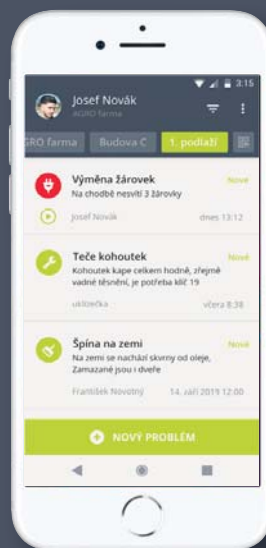 3:15
Josef Novák
AGRO farma
GRO farma
Budova C
1. podlaží
Výměna žárovek
Nové
Na chodbě nesvítí 3 žárovky
Josef Novák
dnes 13:12
Teče kohoutek
Nové
Kohoutek kape celkem hodně, zřejmě
vadné těsnění, je potřeba klíč 19
uklízečka
včera 8:38
Špína na zemi
Nové
Na zemi se nachází skvrny od oleje,
Zamazané jsou i dveře
František Novotný
14. září 2019 12:00
NOVÝ PROBLÉM